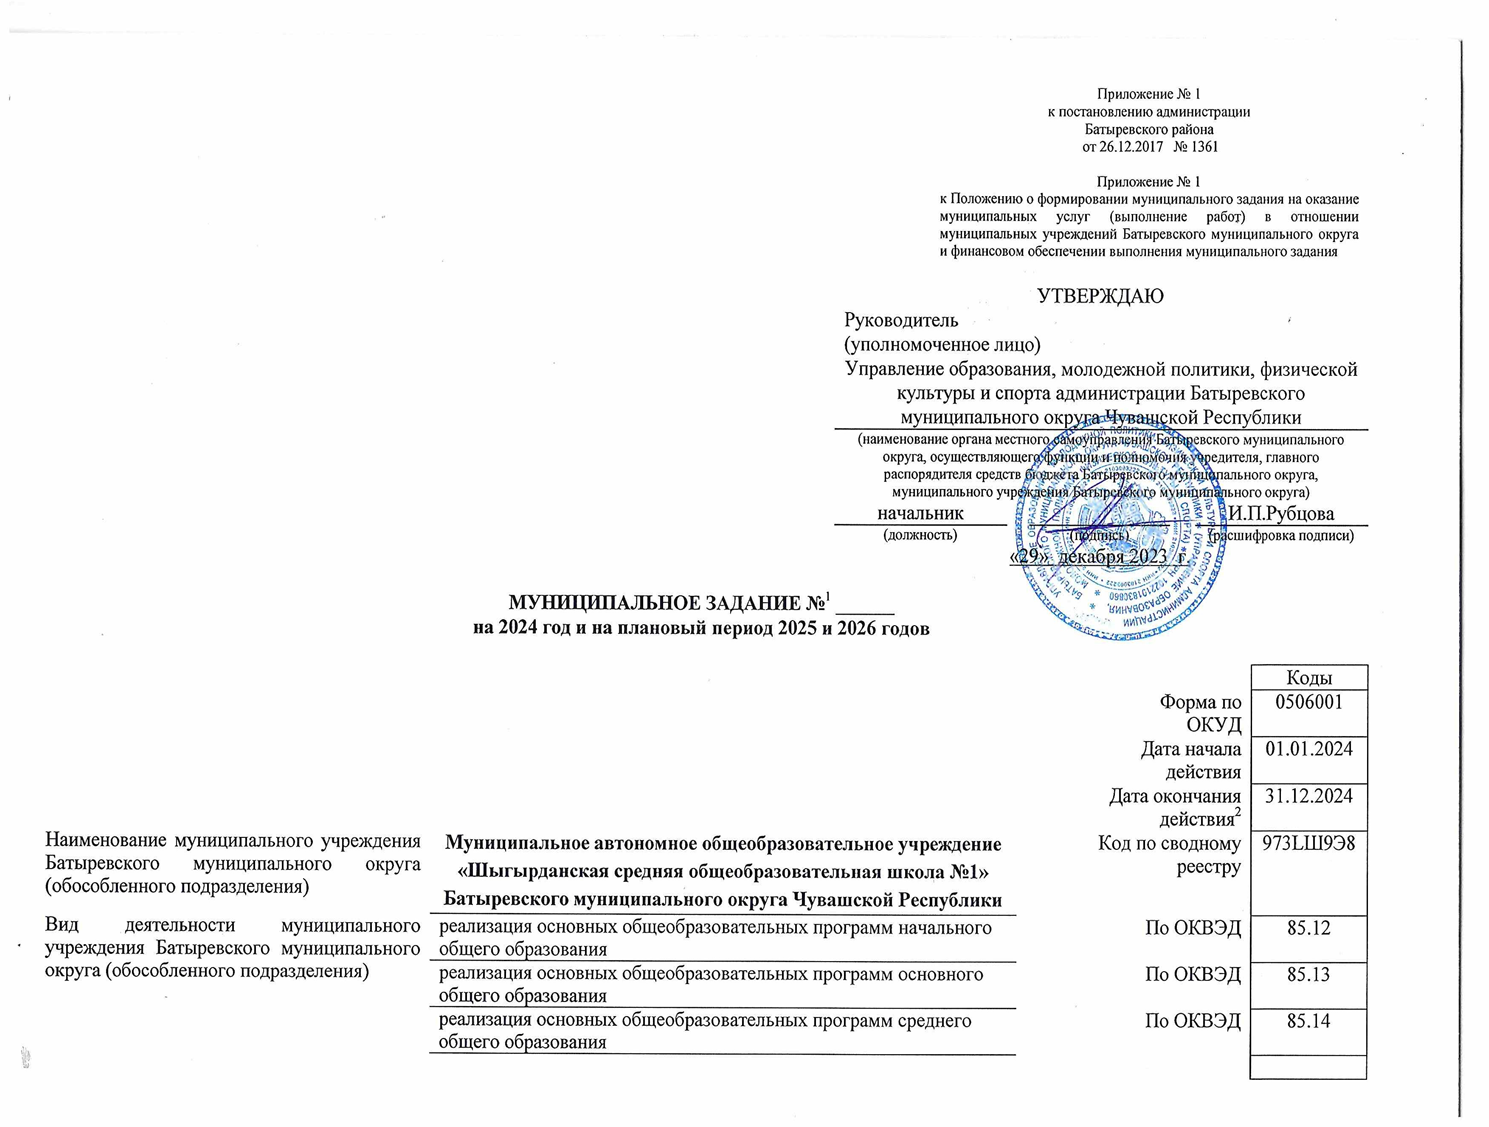 Приложение № 1
к постановлению администрации
Батыревского района
от 26.12.2017 № 1361
Приложение № 1
к Положению о формировании муниципального задания на оказание
муниципальных услуг (выполнение работ) в отношении
муниципальных учреждений Батыревского муниципального округа
и финансовом обеспечении выполнения муниципального задания
УТВЕРЖДАЮ
Руководитель
(уполномоченное лицо)
Управление образования, молодежной политики, физической
культуры и спорта администрации Батыревского
муниципального округа Чувашской Республики
(наименование органа местного самоуправления Батыревского муниципального
округа, осуществляющего функции и полномочия учредителя, главного
распорядителя средств бюджета Батыревского муниципального округа,
муниципального учреждения Батыревского муниципального округа)
начальник И.П.Рубцова
(должность) (подпись) (расшифровка подписи)
«29» декабря 2023 г.
МУНИЦИПАЛЬНОЕ ЗАДАНИЕ №1 ______
на 2024 год и на плановый период 2025 и 2026 годов
Коды
Форма по 0506001
ОКУД
Дата начала 01.01.2024
действия
Дата окончания 31.12.2024
действия2
Наименование муниципального учреждения
Батыревского муниципального округа
(обособленного подразделения)
Муниципальное автономное общеобразовательное учреждение
«Шыгырданская средняя общеобразовательная школа №1»
Батыревского муниципального округа Чувашской Республики
Код по сводному 973LШ9Э8
реестру
Вид деятельности муниципального
учреждения Батыревского муниципального
округа (обособленного подразделения)
реализация основных общеобразовательных программ начального
общего образования
По ОКВЭД 85.12
реализация основных общеобразовательных программ основного
общего образования
По ОКВЭД 85.13
реализация основных общеобразовательных программ среднего
общего образования
По ОКВЭД 85.14